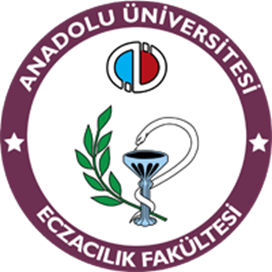 ANADOLU ÜNİVERSİTESİ
ECZACILIK FAKÜLTESİ